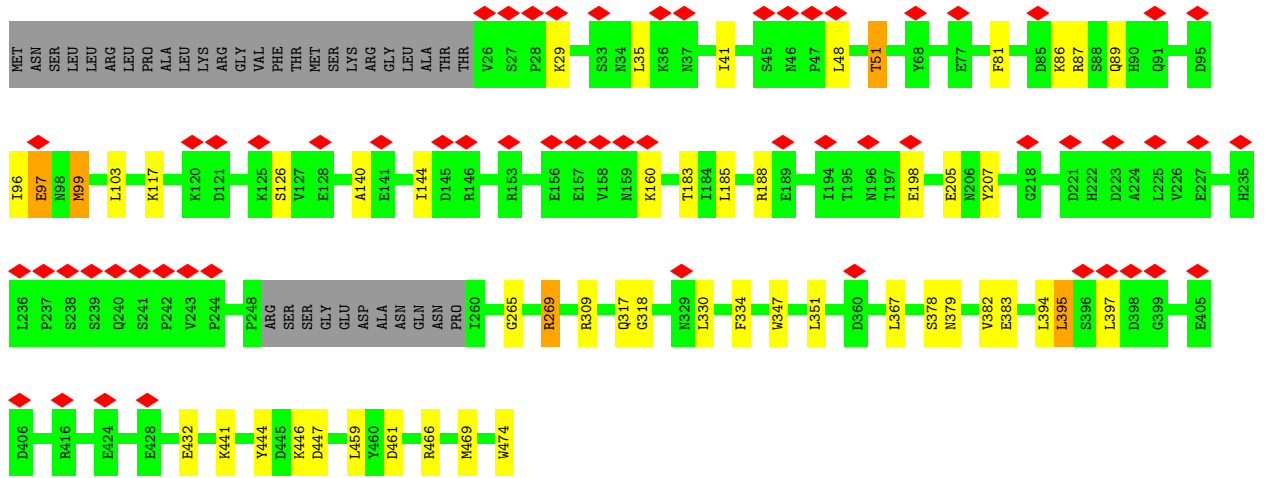 MET ASN SER LEU LEU ARG LEU PRO ALA LEU LYS ARG GLY VAL PHE THR MET SER LYS ARG GLY LEU ALA THR THR V26 S27 P28 K29 S33 N34 L35 K36 N37 I41 S45 N46 P47 L48 T51 Y68 E77 F81 D85 K86 R87 S88 Q89 H90 Q91 D95
I96 E97 N98 M99 L103 K117 K120 D121 K125 S126 V127 E128 A140 E141 I144 D145 R146 R153 E156 E157 V158 N159 K160 T183 I184 L185 R188 E189 I194 T195 N196 T197 E198 E205 N206 Y207 G218 D221 H222 D223 A224 L225 V226 E227 H235
L236 P237 S238 S239 Q240 S241 P242 V243 P244 P248 ARG SER SER GLY GLU ASP ALA ASN GLN ASN PRO I260 G265 R269 R309 Q317 G318 N329 L330 F334 W347 L351 D360 L367 S378 N379 V382 E383 L394 L395 S396 L397 D398 G399 E405
D406 R416 E424 E428 E432 K441 Y444 D445 K446 D447 L459 Y460 D461 R466 M469 W474